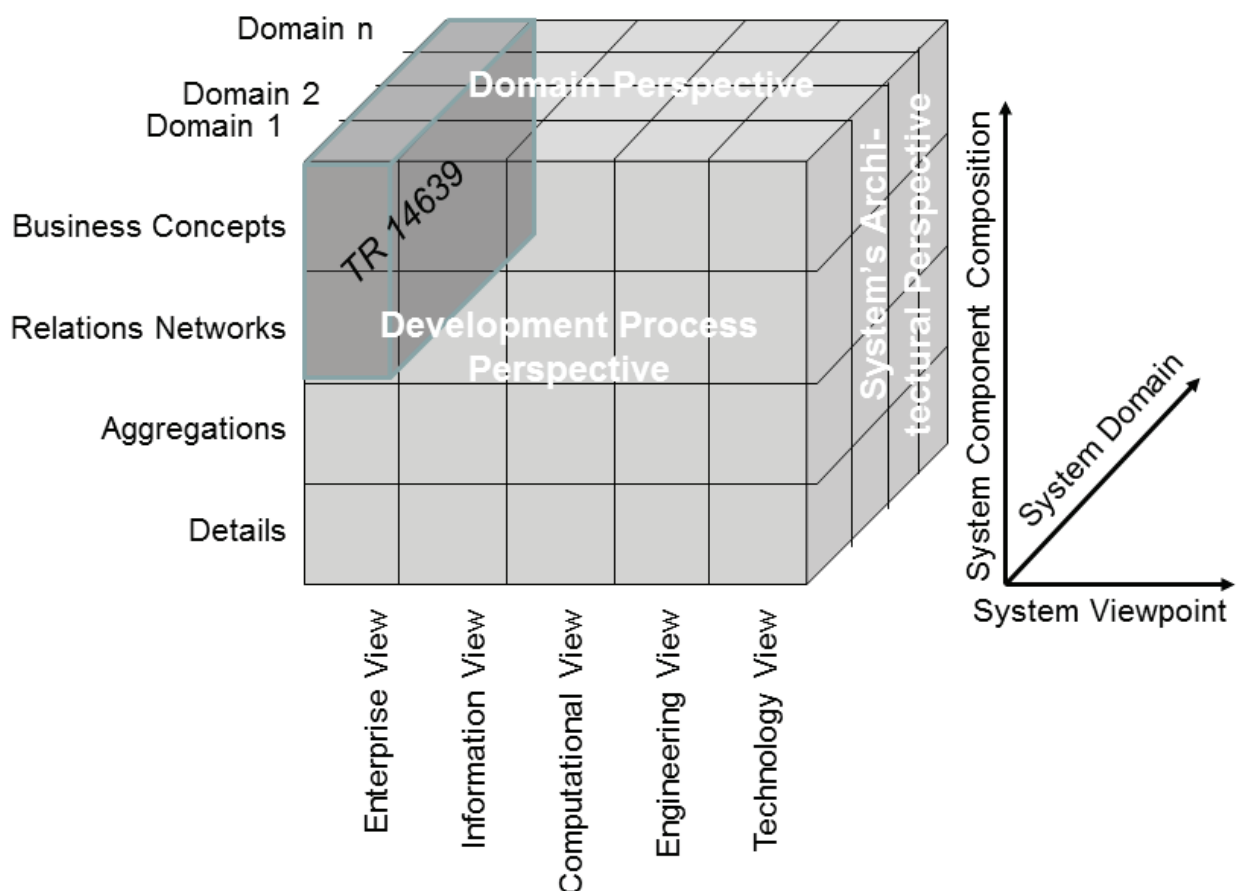 Domain n
Domain 2
Domain 1
Domain Perspective
Business Concepts
Relations Networks
Aggregations
Details
TR 14639
Development Process
Perspective
System's Archi-
tectural Perspective
Enterprise View
Information View
Computational View
Engineering View
Technology View
System Component Composition
System Domain
System Viewpoint